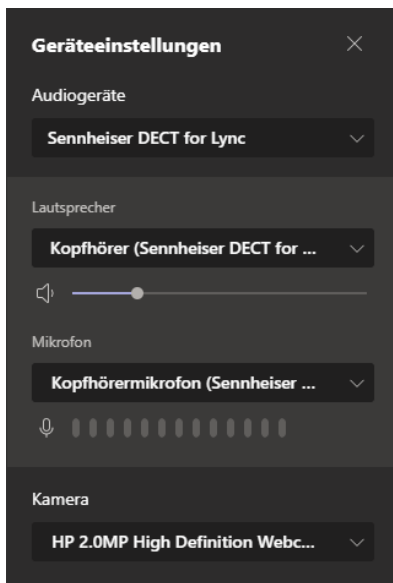 Geräteeinstellungen
Audiogeräte
Sennheiser DECT for Lync
Lautsprecher
Kopfhörer (Sennheiser DECT for ...
Mikrofon
Kopfhörermikrofon (Sennheiser ...
Kamera
HP 2.0MP High Definition Webc...